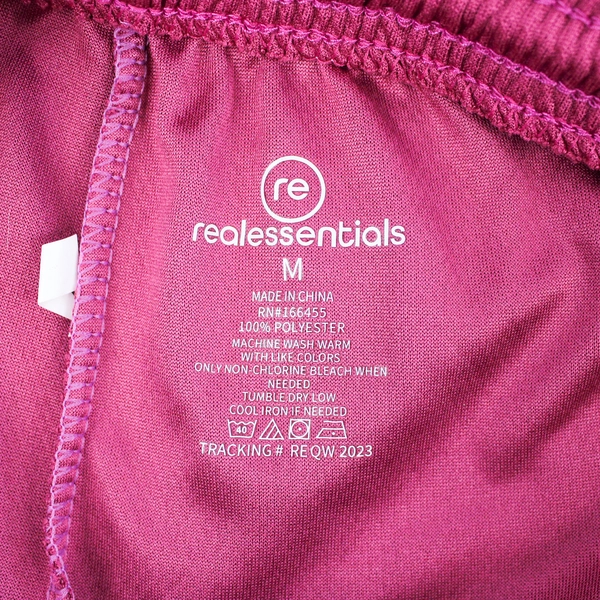 re
realessentials
M
MADE IN CHINA
RN#166455
100% POLYESTER
MACHINE WASH WARM
WITH LIKE COLORS
ONLY NON-CHLORINE BLEACH WHEN
NEEDED
TUMBLE DRY LOW
COOL IRON IF NEEDED
40
TRACKING# REQW 2023